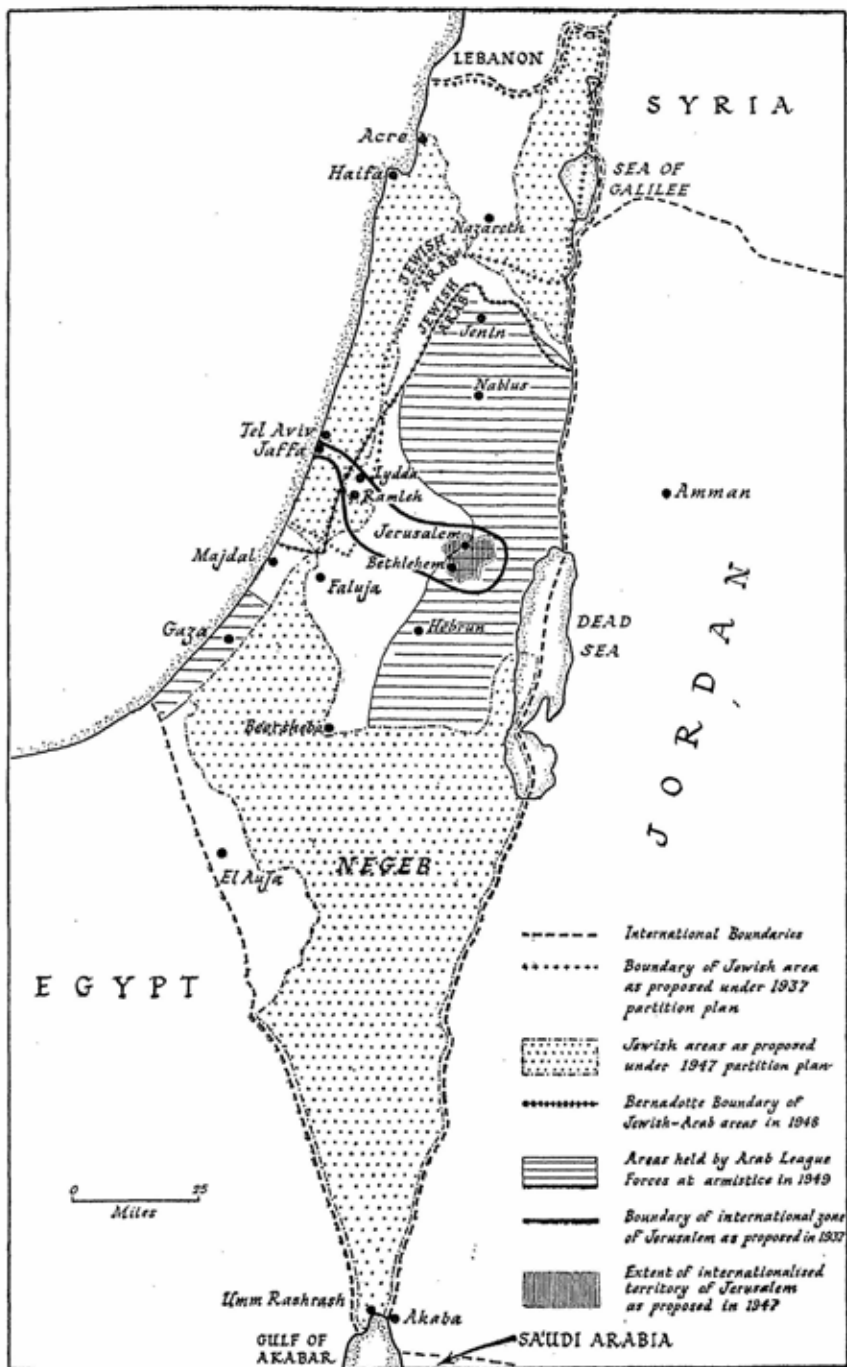 LEBANON
SYRIA
Acre
Haifa
SEA OF
GALILEE
Nazareth
JEWISH
ARAB
JEWISH
ARAB
Jenin
Nablus
Tel Aviv
Jaffa
Lydda
Ramleh
Amman
Jerusalem
Majdal
Bethlehem
Faluja
Gaza
Hebrun
DEAD
SEA
JORDAN
Beersheba
NEGEB
El Auja
EGYPT
International Boundaries
Boundary of Jewish area
as proposed under 1937
partition plan
Jewish areas as proposed
under 1947 partition plan
Bernadotte Boundary of
Jewish-Arab areas in 1948
Areas held by Arab League
Forces at armistice in 1949
0 25
Miles
Boundary of international zone
of Jerusalem as proposed in 1937
Extent of internationalised
territory of Jerusalem
as proposed in 1947
Umm Rashrash
Akaba
GULF OF
AKABAR
SAUDI ARABIA